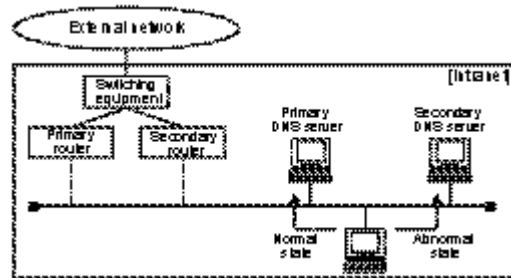 External network
[Intranet]
Switching
equipment
Primary
router
Secondary
router
Primary
DNS server
Secondary
DNS server
Normal
state
Abnormal
state